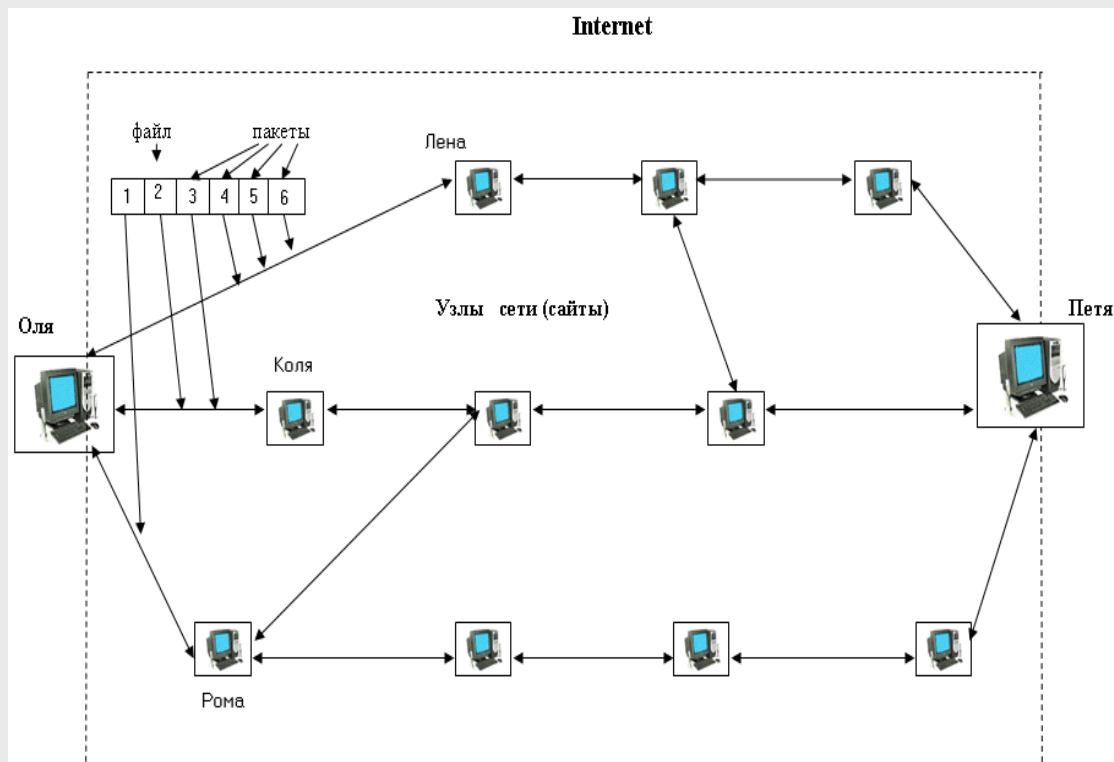 Internet
файл пакеты
Лена
1 2 3 4 5 6
Узлы сети (сайты)
Оля
Петя
Коля
Рома